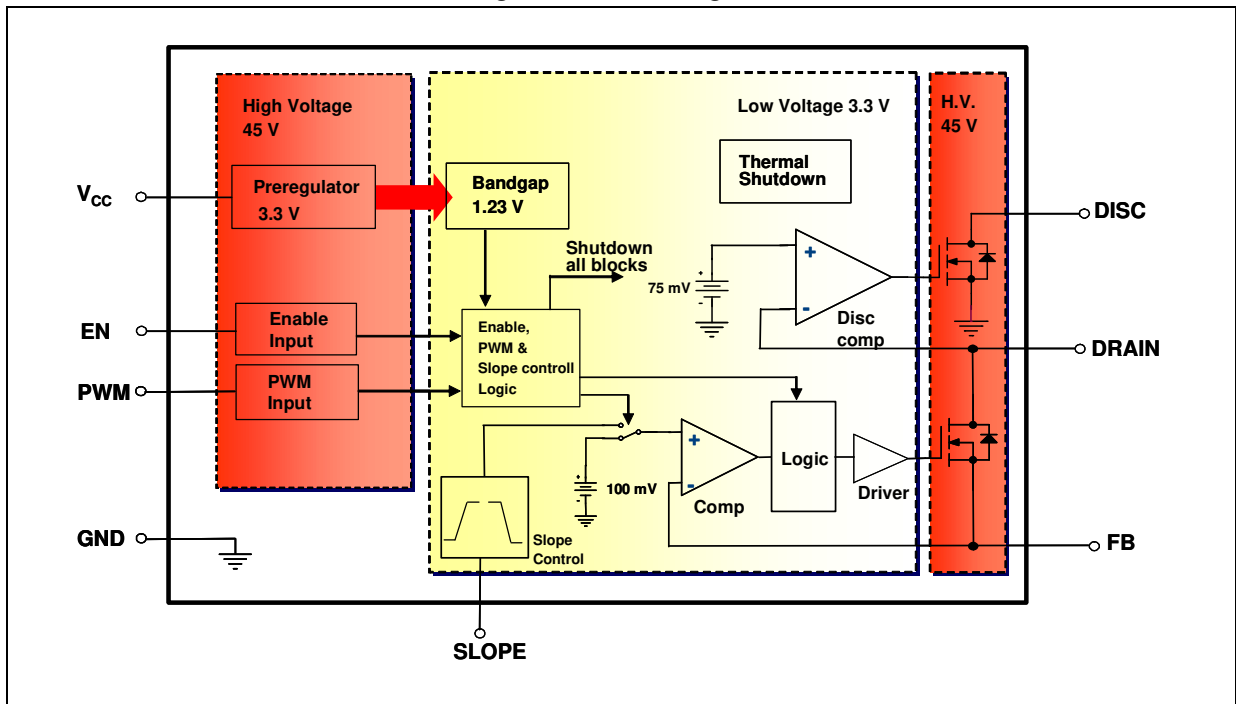 High Voltage
45 V
Low Voltage 3.3 V
H.V.
45 V
Thermal
Shutdown
VCC
Preregulator
3.3 V
Bandgap
1.23 V
DISC
Shutdown
all blocks
+
75 mV
-
+
-
Disc
comp
EN
Enable
Input
Enable,
PWM &
Slope controll
Logic
DRAIN
PWM
PWM
Input
+
-
100 mV
+
-
Comp
Logic
Driver
GND
Slope
Control
FB
SLOPE